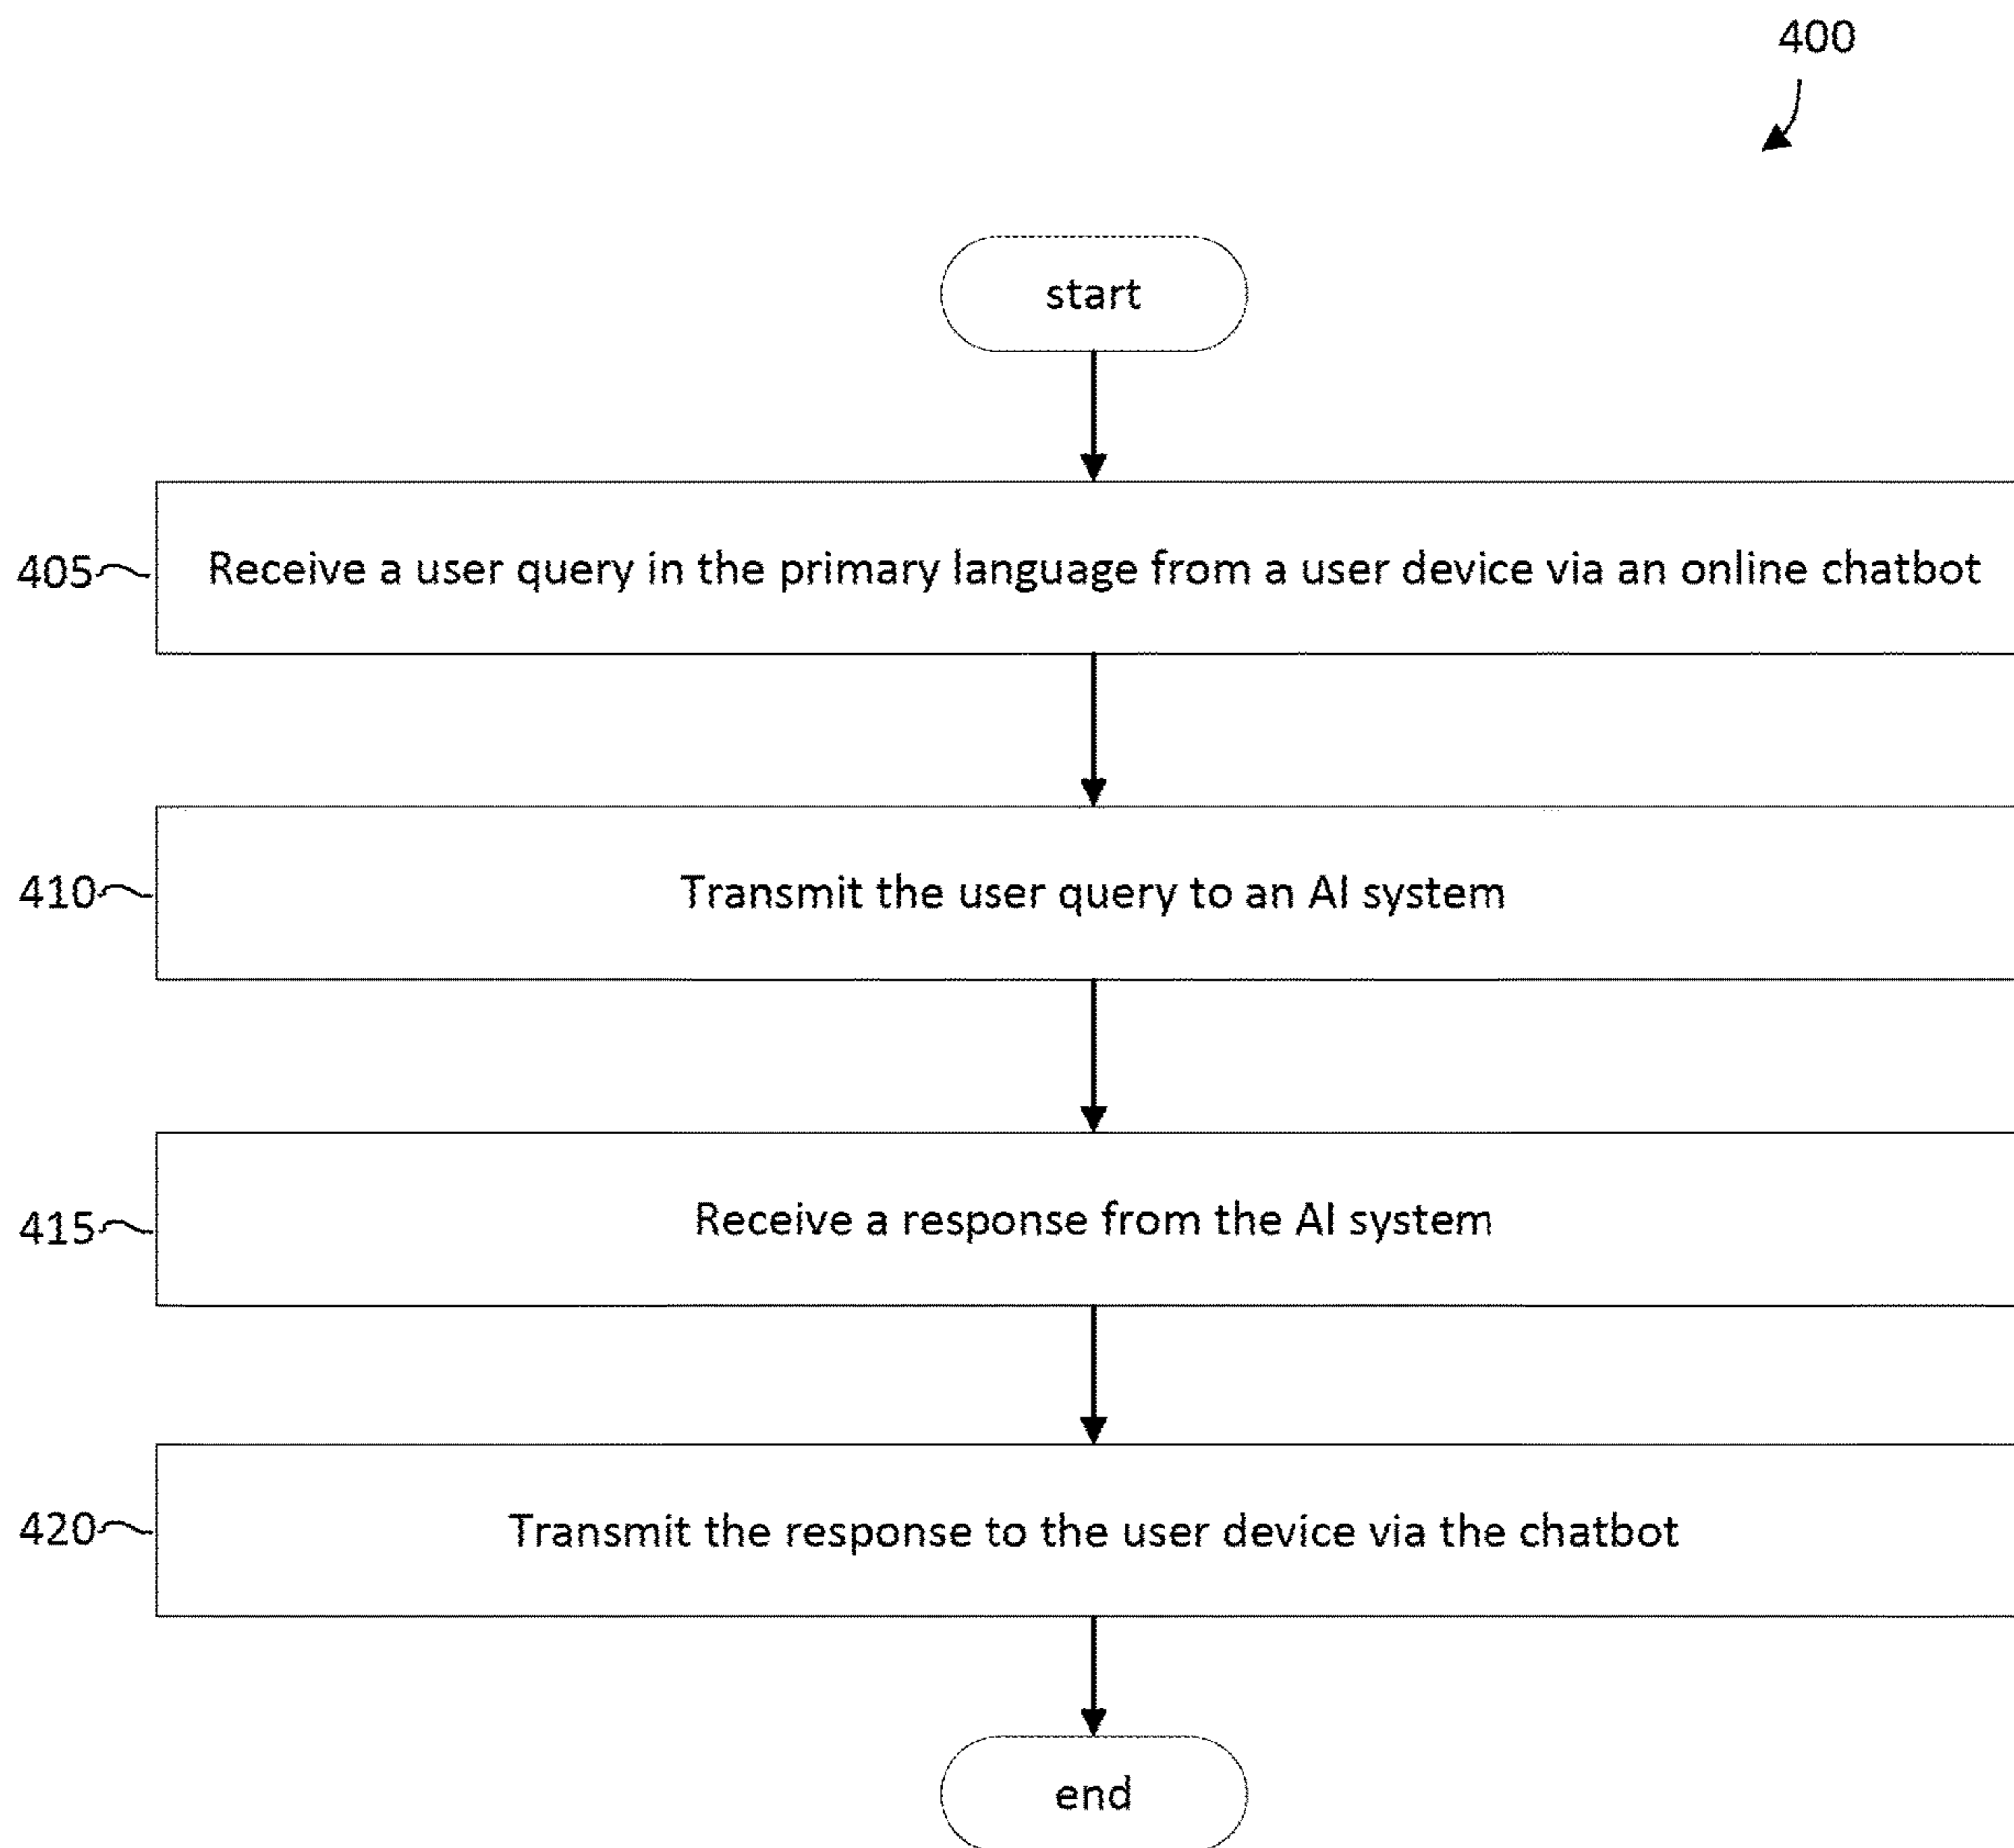 400
start
405 Receive a user query in the primary language from a user device via an online chatbot
410 Transmit the user query to an AI system
415 Receive a response from the AI system
420 Transmit the response to the user device via the chatbot
end